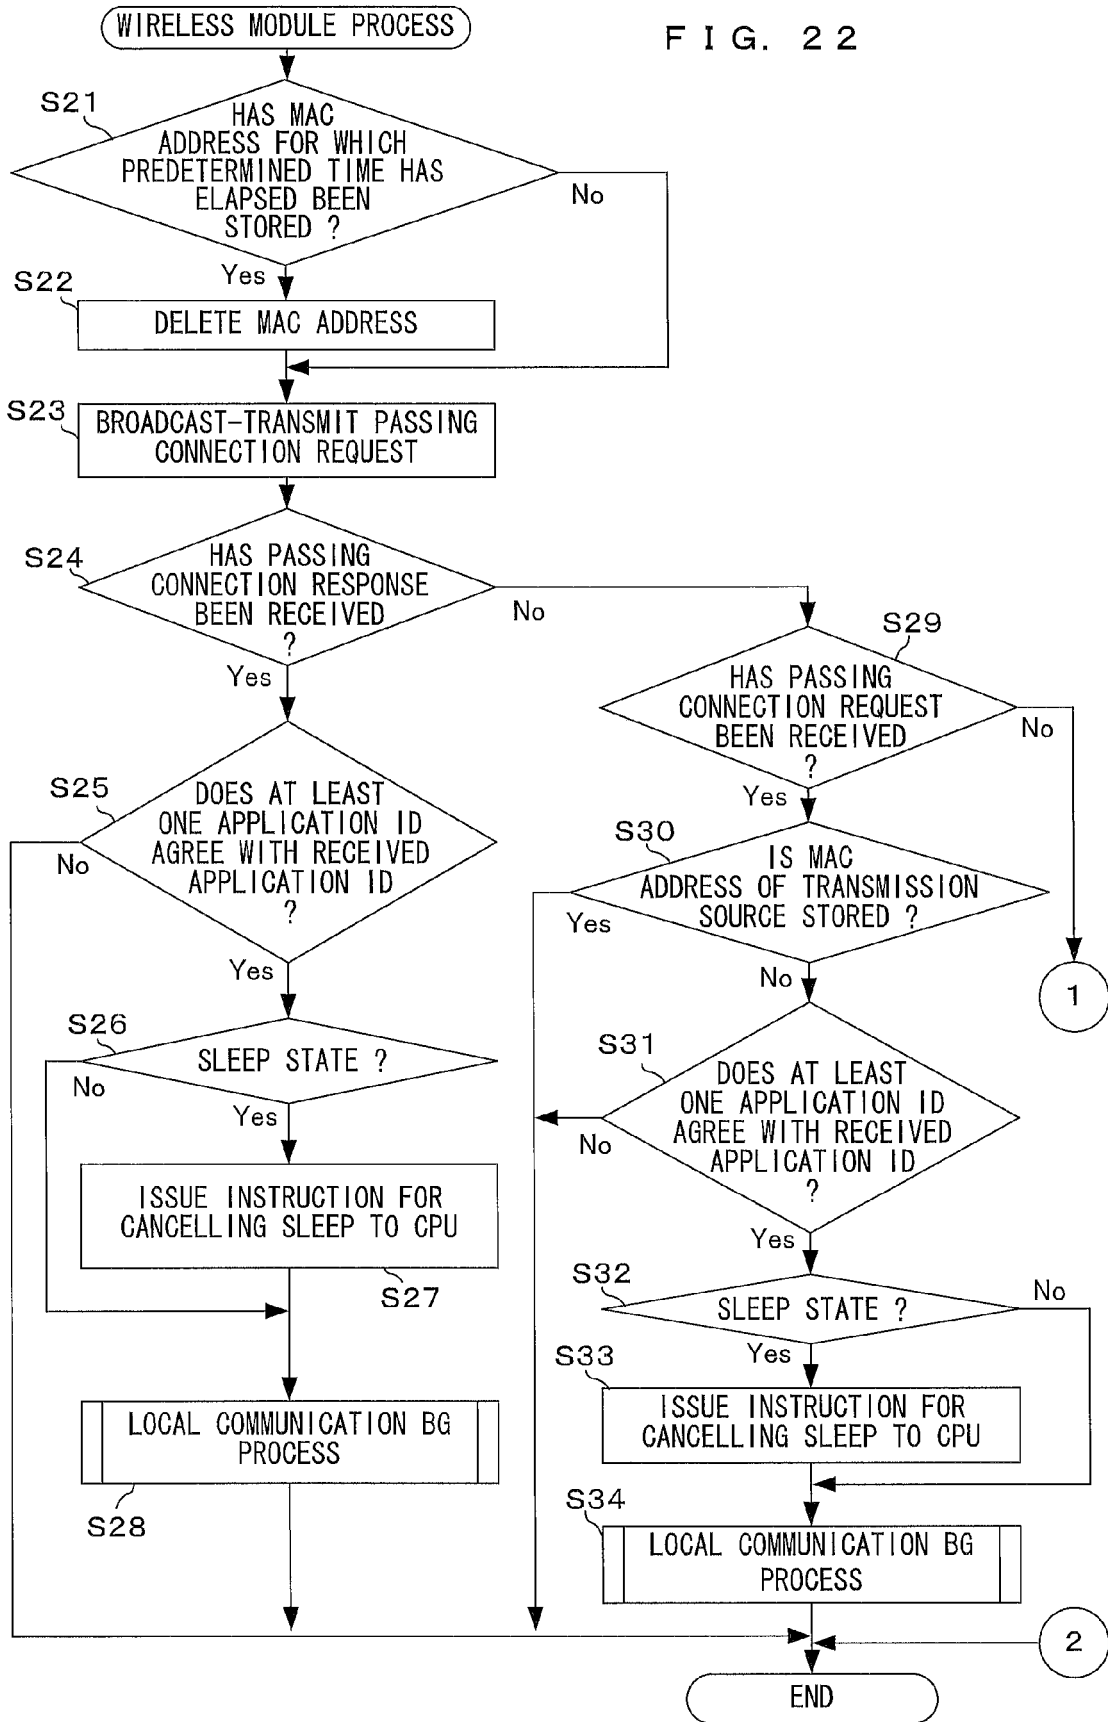 WIRELESS MODULE PROCESS
FIG. 22
S21
HAS MAC
ADDRESS FOR WHICH
PREDETERMINED TIME HAS
ELAPSED BEEN
STORED ?
No
Yes
S22
DELETE MAC ADDRESS
S23
BROADCAST-TRANSMIT PASSING
CONNECTION REQUEST
S24
HAS PASSING
CONNECTION RESPONSE
BEEN RECEIVED
?
No
Yes
S25
DOES AT LEAST
ONE APPLICATION ID
AGREE WITH RECEIVED
APPLICATION ID
?
No
Yes
S26
SLEEP STATE ?
No
Yes
ISSUE INSTRUCTION FOR
CANCELLING SLEEP TO CPU
S27
LOCAL COMMUNICATION BG
PROCESS
S28
S29
HAS PASSING
CONNECTION REQUEST
BEEN RECEIVED
?
No
Yes
S30
IS MAC
ADDRESS OF TRANSMISSION
SOURCE STORED ?
Yes
No
1
S31
DOES AT LEAST
ONE APPLICATION ID
AGREE WITH RECEIVED
APPLICATION ID
?
No
Yes
S32
SLEEP STATE ?
No
Yes
S33
ISSUE INSTRUCTION FOR
CANCELLING SLEEP TO CPU
S34
LOCAL COMMUNICATION BG
PROCESS
2
END